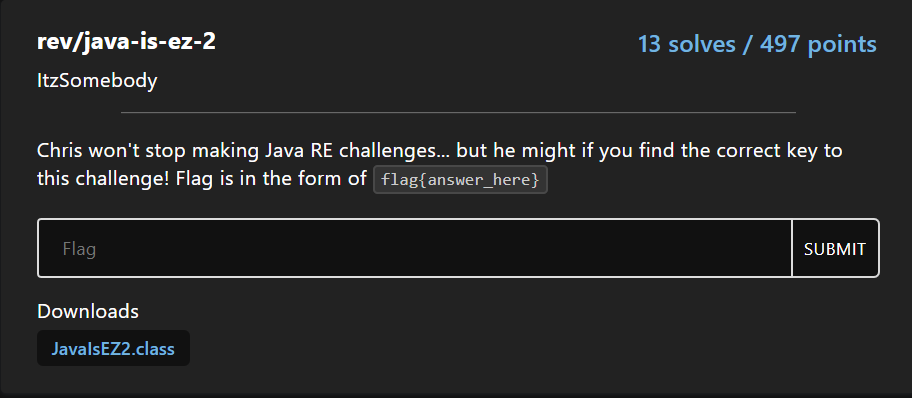 rev/java-is-ez-2
13 solves / 497 points
ItzSomebody
Chris won't stop making Java RE challenges... but he might if you find the correct key to
this challenge! Flag is in the form of flag{answer_here}
Flag
SUBMIT
Downloads
JavaIsEZ2.class